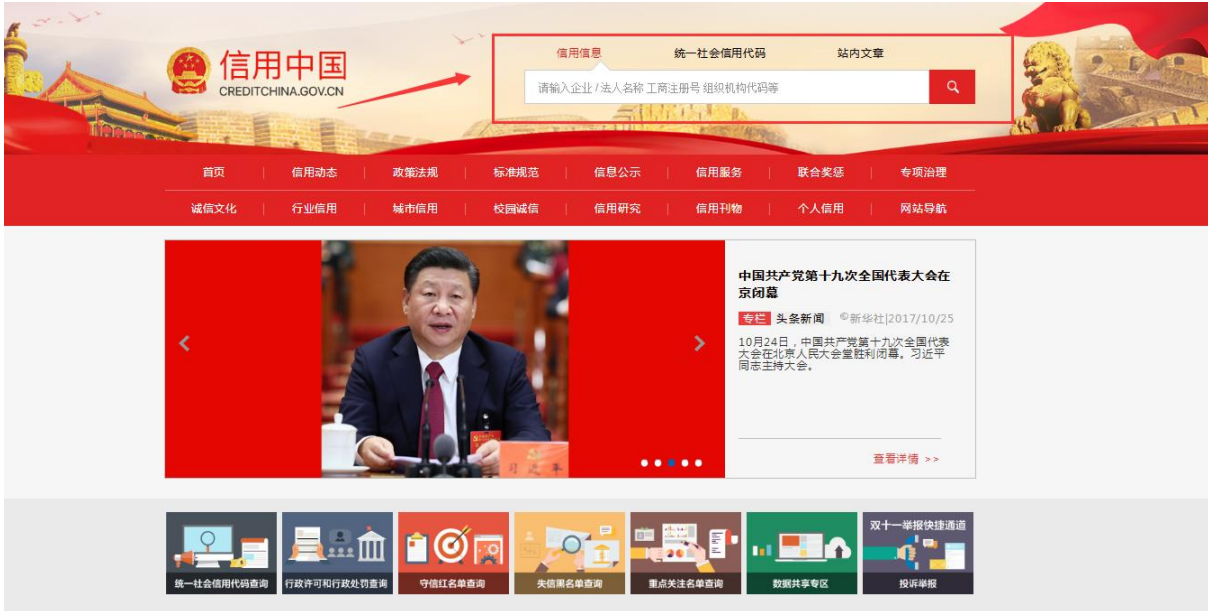 信用信息 统一社会信用代码 站内文章
信用中国
CREDITCHINA.GOV.CN
请输入企业/法人名称 工商注册号 组织机构代码等
首页 信用动态 政策法规 标准规范 信息公示 信用服务 联合奖惩 专项治理
诚信文化 行业信用 城市信用 校园诚信 信用研究 信用刊物 个人信用 网站导航
中国共产党第十九次全国代表大会在
京闭幕
专栏 头条新闻 ©新华社|2017/10/25
10月24日，中国共产党第十九次全国代表
大会在北京人民大会堂胜利闭幕。习近平
同志主持大会。
习近平
查看详情 >>
双十一举报快捷通道
统一社会信用代码查询 行政许可和行政处罚查询 守信红名单查询 失信黑名单查询 重点关注名单查询 数据共享专区 投诉举报